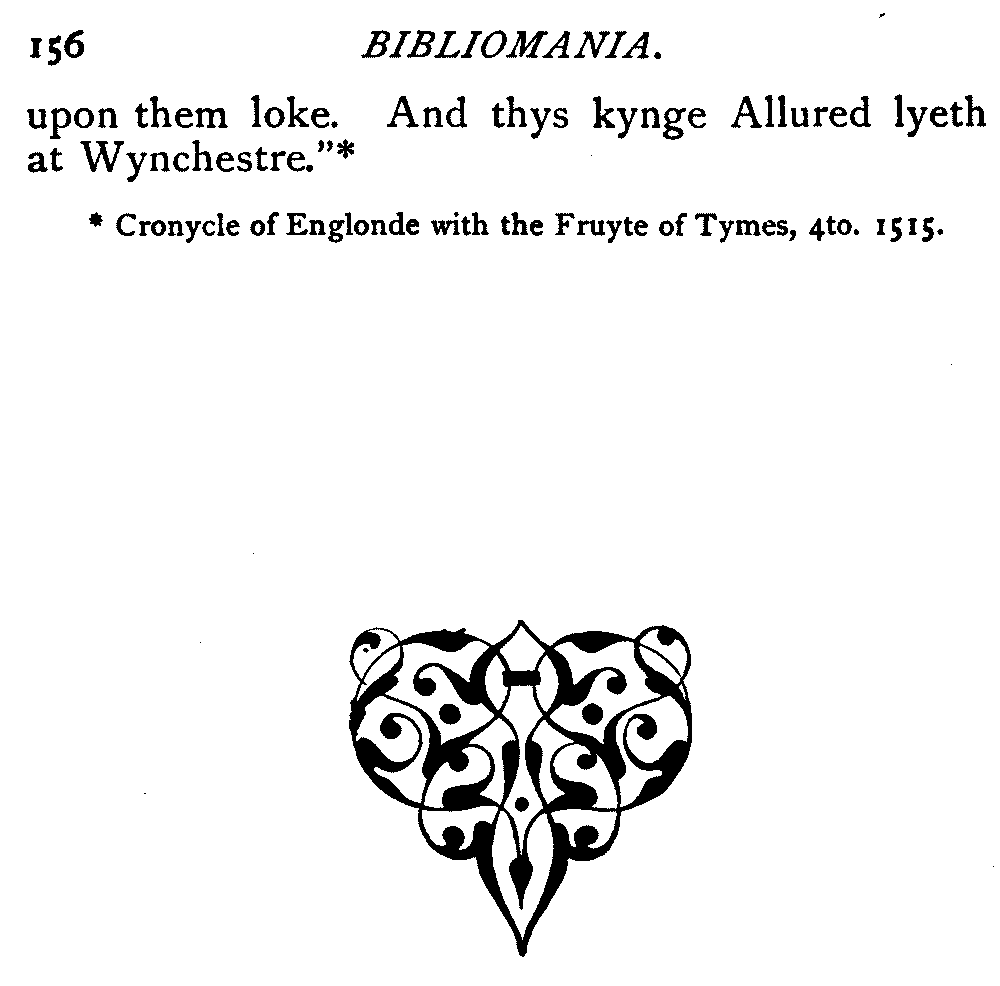 156 BIBLIOMANIA.
upon them loke. And thys kynge Allured lyeth
at Wynchestre."*
* Cronycle of Englonde with the Fruyte of Tymes, 4to. 1515.